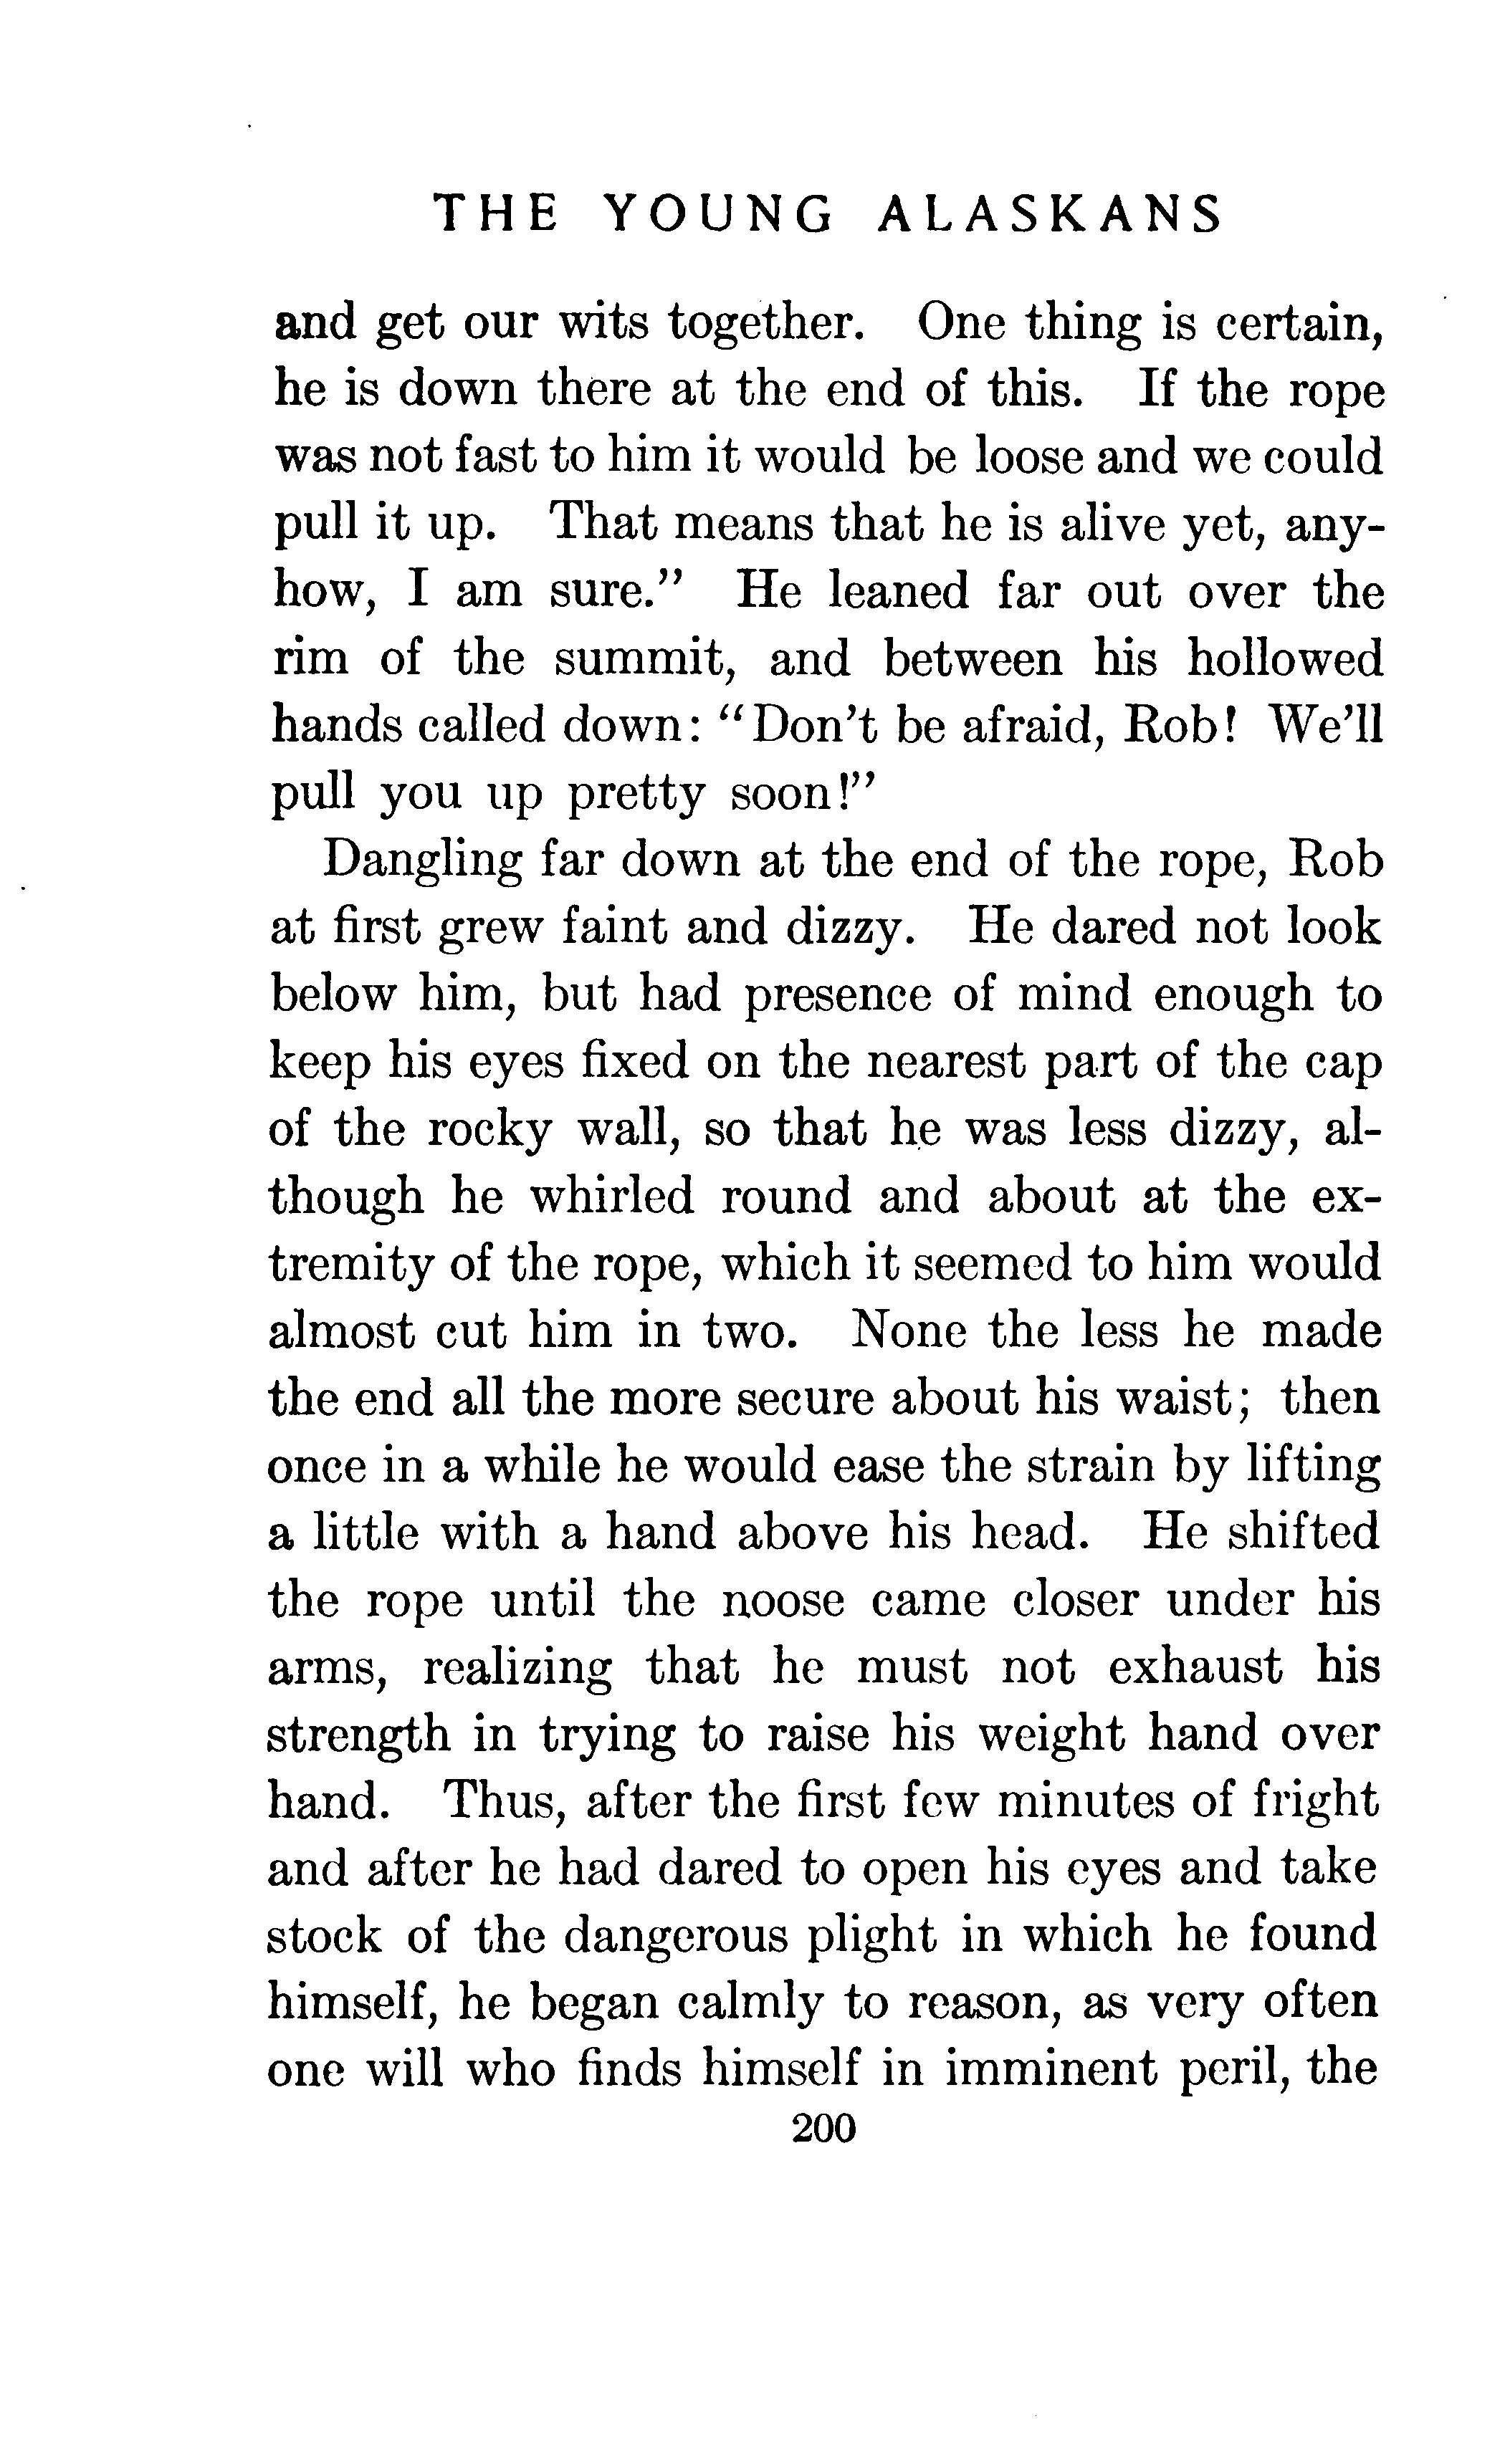 THE YOUNG ALASKANS
and get our wits together. One thing is certain,
he is down there at the end of this. If the rope
was not fast to him it would be loose and we could
pull it up. That means that he is alive yet, any-
how, I am sure.” He leaned far out over the
rim of the summit, and between his hollowed
hands called down: “Don’t be afraid, Rob! We’ll
pull you up pretty soon!”
Dangling far down at the end of the rope, Rob
at first grew faint and dizzy. He dared not look
below him, but had presence of mind enough to
keep his eyes fixed on the nearest part of the cap
of the rocky wall, so that he was less dizzy, al-
though he whirled round and about at the ex-
tremity of the rope, which it seemed to him would
almost cut him in two. None the less he made
the end all the more secure about his waist; then
once in a while he would ease the strain by lifting
a little with a hand above his head. He shifted
the rope until the noose came closer under his
arms, realizing that he must not exhaust his
strength in trying to raise his weight hand over
hand. Thus, after the first few minutes of fright
and after he had dared to open his eyes and take
stock of the dangerous plight in which he found
himself, he began calmly to reason, as very often
one will who finds himself in imminent peril, the
200